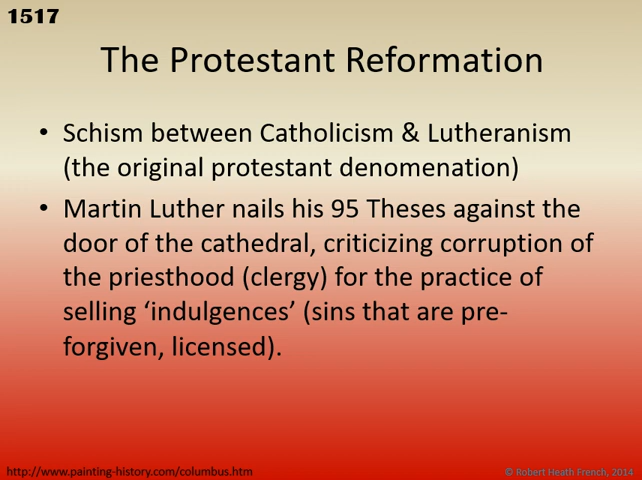 1517
The Protestant Reformation
• Schism between Catholicism & Lutheranism
(the original protestant denomenation)
• Martin Luther nails his 95 Theses against the
door of the cathedral, criticizing corruption of
the priesthood (clergy) for the practice of
selling ‘indulgences’ (sins that are pre-
forgiven, licensed).
http://www.painting-history.com/columbus.htm
© Robert Heath French, 2014